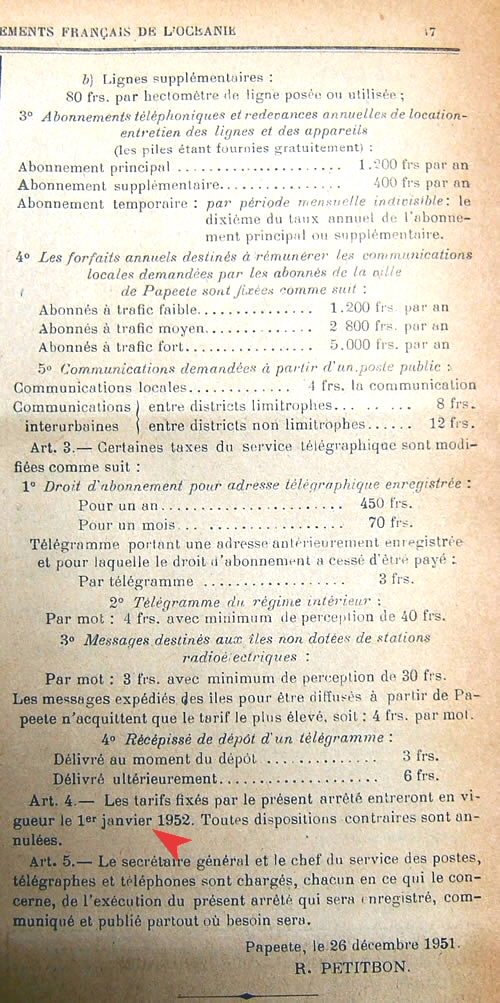 EMENTS FRANÇAIS DE L'OCEANIE 7
b) Lignes supplémentaires :
80 frs. par hectomètre de ligne posée ou utilisée ;
3° Abonnements téléphoniques et redevances annuelles de location-
entretien des lignes et des appareils
(les piles étant fournies gratuitement) :
Abonnement principal ..................... 1.200 frs par an
Abonnement supplémentaire................ 400 frs par an
Abonnement temporaire : par période mensuelle indivisible : le
dixième du taux annuel de l'abonne-
ment principal ou supplémentaire.
4° Les forfaits annuels destinés à rémunérer les communications
locales demandées par les abonnés de la ville
de Papeete sont fixées comme suit :
Abonnés à trafic faible............... 1.200 frs. par an
Abonnés à trafic moyen.............. 2 800 frs. par an
Abonnés à trafic fort................. 5.000 frs. par an
5° Communications demandées à partir d'un poste public :
Communications locales............. 4 frs. la communication
Communications } entre districts limitrophes.......... 8 frs.
interurbaines { entre districts non limitrophes...... 12 frs.
Art. 3.— Certaines taxes du service télégraphique sont modi-
fiées comme suit :
1° Droit d'abonnement pour adresse télégraphique enregistrée :
Pour un an........................ 450 frs.
Pour un mois...................... 70 frs.
Télégramme portant une adresse antérieurement enregistrée
et pour laquelle le droit d'abonnement a cessé d'être payé :
Par télégramme .................. 3 frs.
2° Télégramme du régime intérieur :
Par mot : 4 frs. avec minimum de perception de 40 frs.
3° Messages destinés aux îles non dotées de stations
radioélectriques :
Par mot : 3 frs. avec minimum de perception de 30 frs.
Les messages expédiés des îles pour être diffusés à partir de Pa-
peete n'acquittent que le tarif le plus élevé, soit : 4 frs. par mot.
4° Récépissé de dépôt d'un télégramme :
Délivré au moment du dépôt .............. 3 frs.
Délivré ultérieurement.................... 6 frs.
Art. 4.— Les tarifs fixés par le présent arrêté entreront en vi-
gueur le 1er janvier 1952. Toutes dispositions contraires sont an-
nulées.
Art. 5.— Le secrétaire général et le chef du service des postes,
télégraphes et téléphones sont chargés, chacun en ce qui le con-
cerne, de l'exécution du présent arrêté qui sera enregistré, com-
muniqué et publié partout où besoin sera.
Papeete, le 26 décembre 1951.
R. PETITBON.